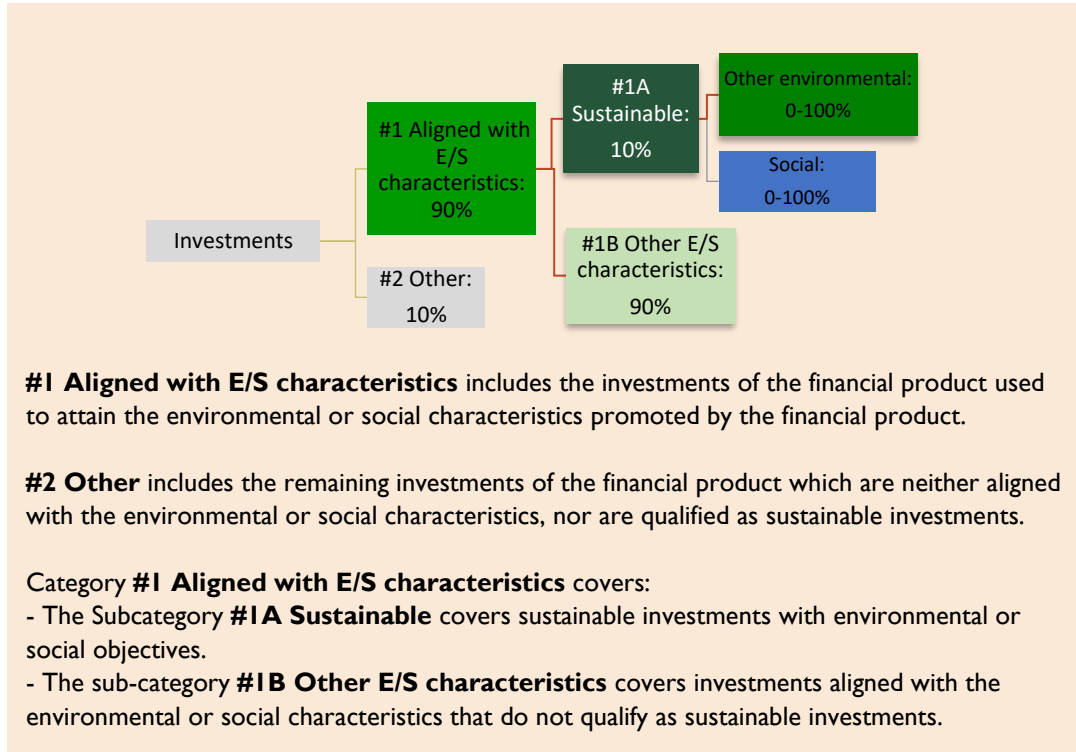 Investments
#1 Aligned with
E/S
characteristics:
90%
#2 Other:
10%
#1A
Sustainable:
10%
#1B Other E/S
characteristics:
90%
Other environmental:
0-100%
Social:
0-100%
#1 Aligned with E/S characteristics includes the investments of the financial product used
to attain the environmental or social characteristics promoted by the financial product.
#2 Other includes the remaining investments of the financial product which are neither aligned
with the environmental or social characteristics, nor are qualified as sustainable investments.
Category #1 Aligned with E/S characteristics covers:
- The Subcategory #1A Sustainable covers sustainable investments with environmental or
social objectives.
- The sub-category #1B Other E/S characteristics covers investments aligned with the
environmental or social characteristics that do not qualify as sustainable investments.